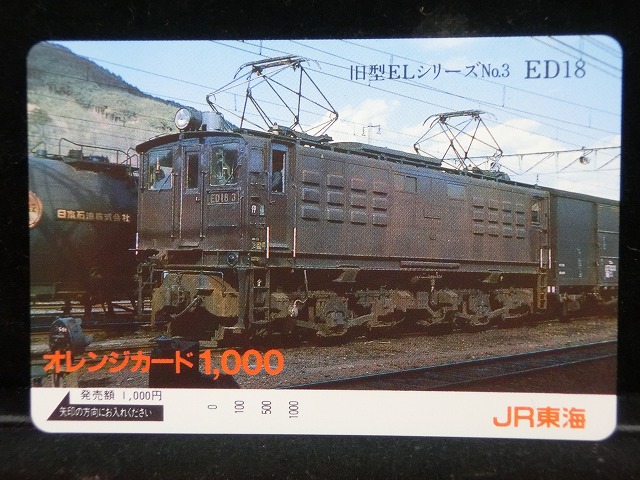 旧型ELシリーズNo.3 ED18
ED18 3
日本石油株式会社
オレンジカード1,000
発売額 1,000円
矢印の方向にお入れください
0 100 500 1000
JR東海